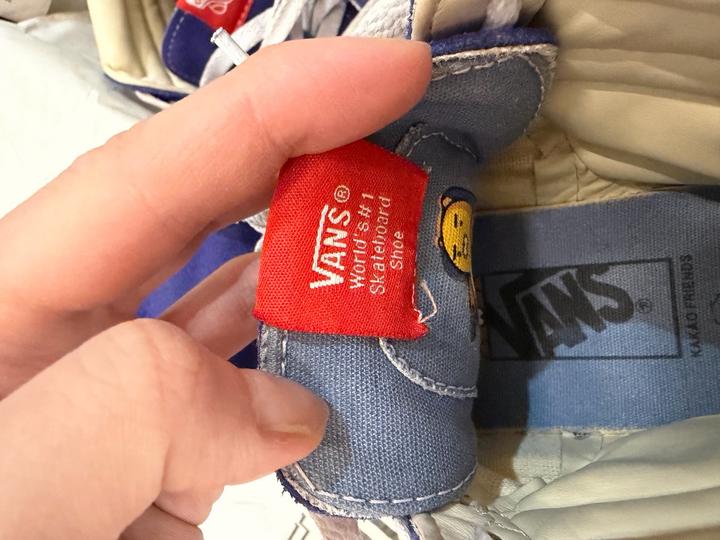 VANS®
World's #1
Skateboard
Shoe
VANS®
KAKAO FRIENDS